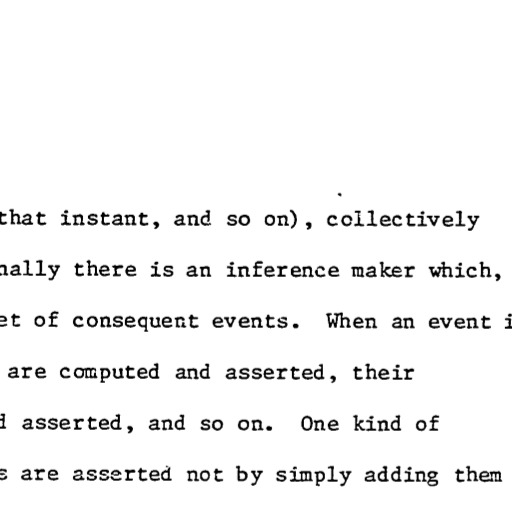 that instant, and so on), collectively
nally there is an inference maker which,
et of consequent events. When an event i
are computed and asserted, their
d asserted, and so on. One kind of
s are asserted not by simply adding them